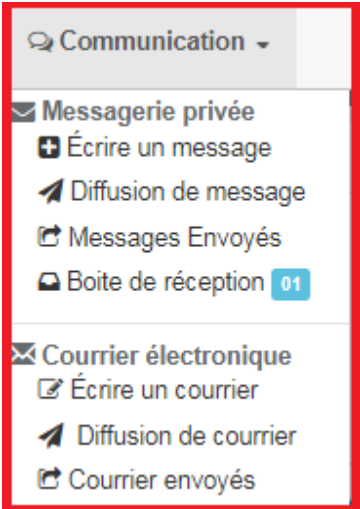 Communication
Messagerie privée
Écrire un message
Diffusion de message
Messages Envoyés
Boite de réception 01
Courrier électronique
Écrire un courrier
Diffusion de courrier
Courrier envoyés